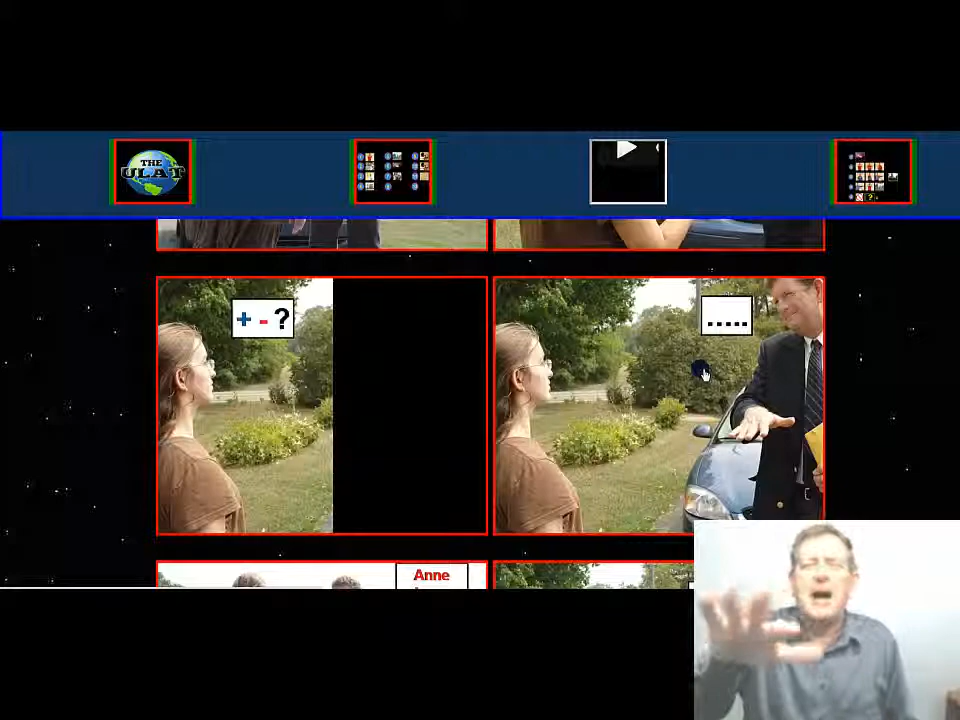 THE
ULAT
+ - ?
.....
Anne